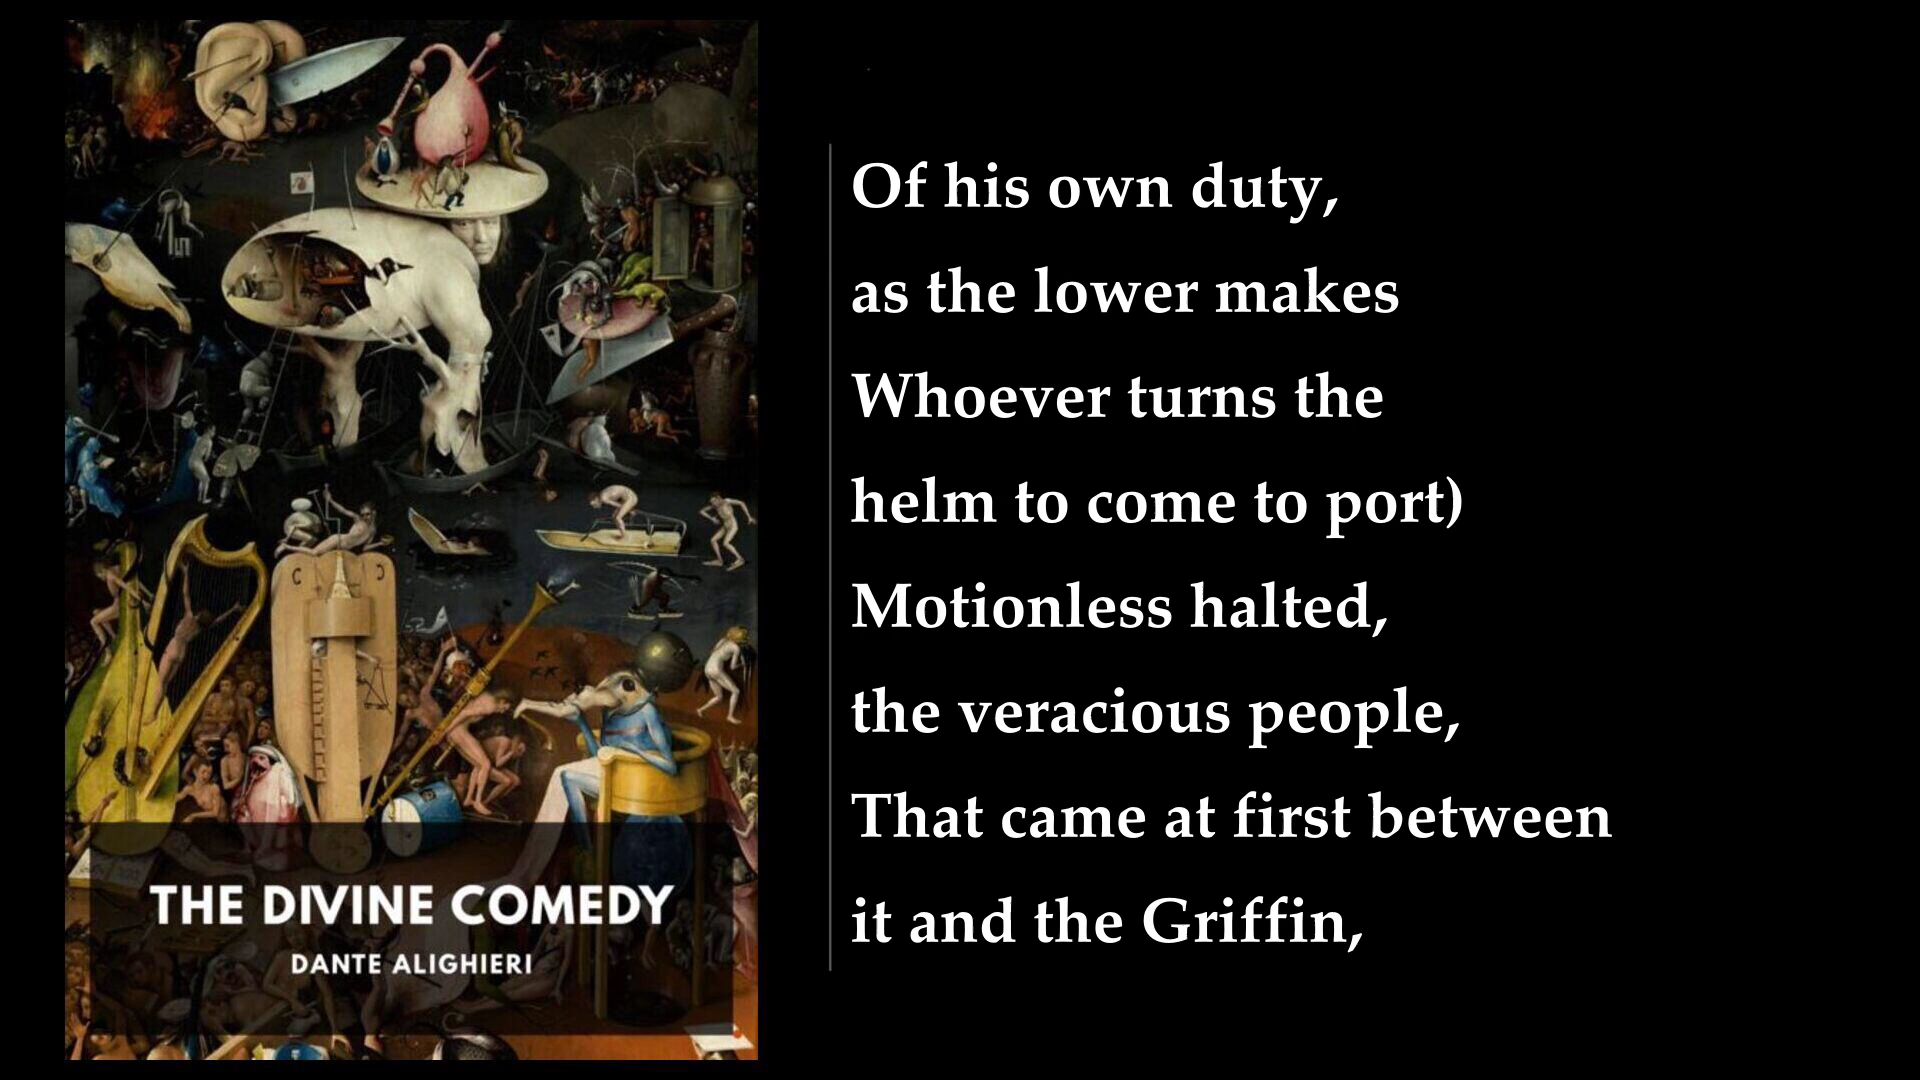 THE DIVINE COMEDY
DANTE ALIGHIERI
Of his own duty,
as the lower makes
Whoever turns the
helm to come to port)
Motionless halted,
the veracious people,
That came at first between
it and the Griffin,